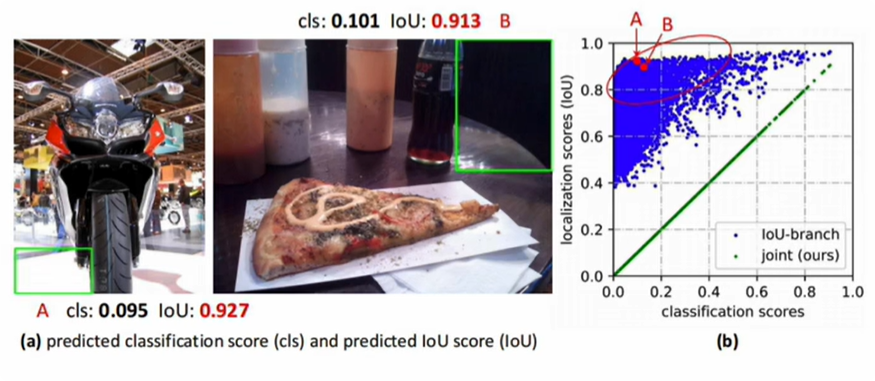 cls: 0.101 IoU: 0.913 B
A cls: 0.095 IoU: 0.927
(a) predicted classification score (cls) and predicted IoU score (IoU)
A
B
localization scores (IoU)
1.0
0.8
0.6
0.4
0.2
0.0
IoU-branch
joint (ours)
0.0 0.2 0.4 0.6 0.8 1.0
classification scores
(b)